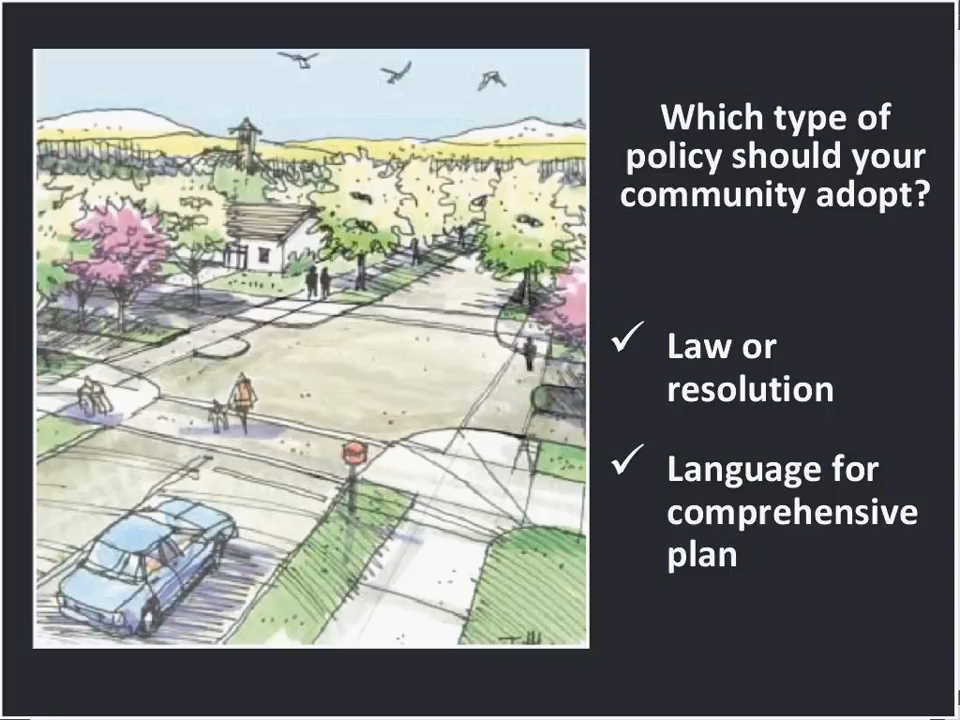 Which type of
policy should your
community adopt?
✓ Law or
resolution
✓ Language for
comprehensive
plan